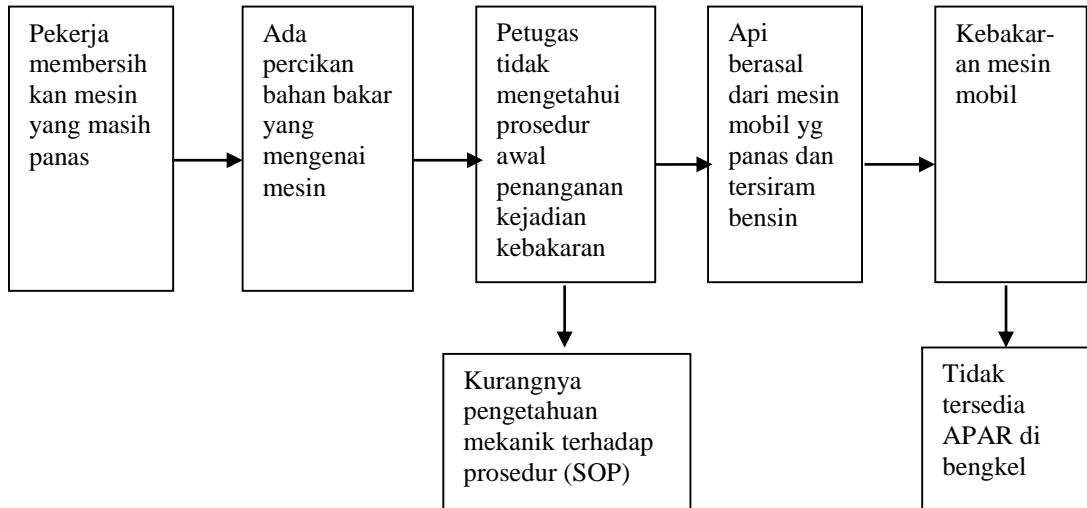 Pekerja
membersih
kan mesin
yang masih
panas
Ada
percikan
bahan bakar
yang
mengenai
mesin
Petugas
tidak
mengetahui
prosedur
awal
penanganan
kejadian
kebakaran
Api
berasal
dari mesin
mobil yg
panas dan
tersiram
bensin
Kebakar-
an mesin
mobil
Kurangnya
pengetahuan
mekanik terhadap
prosedur (SOP)
Tidak
tersedia
APAR di
bengkel